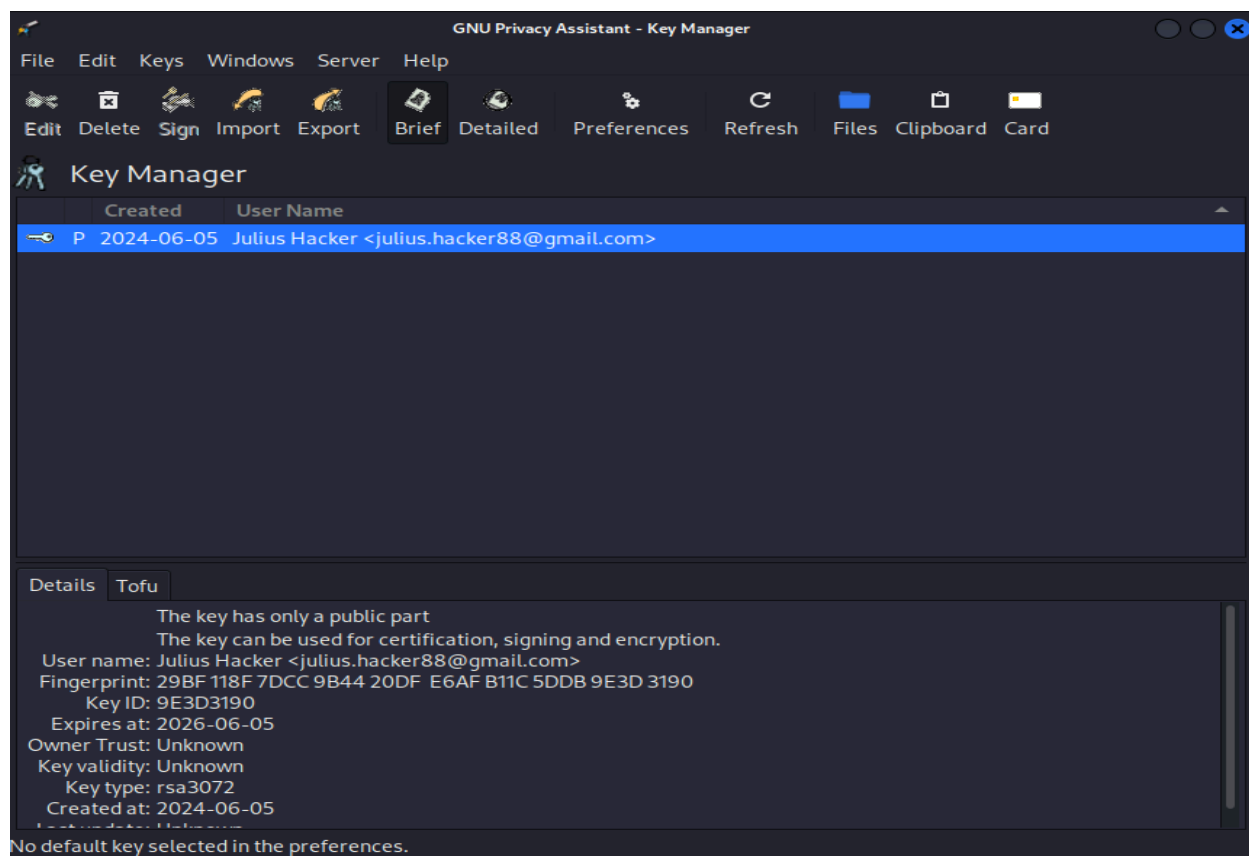 GNU Privacy Assistant - Key Manager
File Edit Keys Windows Server Help
Edit Delete Sign Import Export Brief Detailed Preferences Refresh Files Clipboard Card
Key Manager
Created User Name
P 2024-06-05 Julius Hacker <julius.hacker88@gmail.com>
Details Tofu
The key has only a public part
The key can be used for certification, signing and encryption.
User name: Julius Hacker <julius.hacker88@gmail.com>
Fingerprint: 29BF 118F 7DCC 9B44 20DF E6AF B11C 5DDB 9E3D 3190
Key ID: 9E3D3190
Expires at: 2026-06-05
Owner Trust: Unknown
Key validity: Unknown
Key type: rsa3072
Created at: 2024-06-05
No default key selected in the preferences.